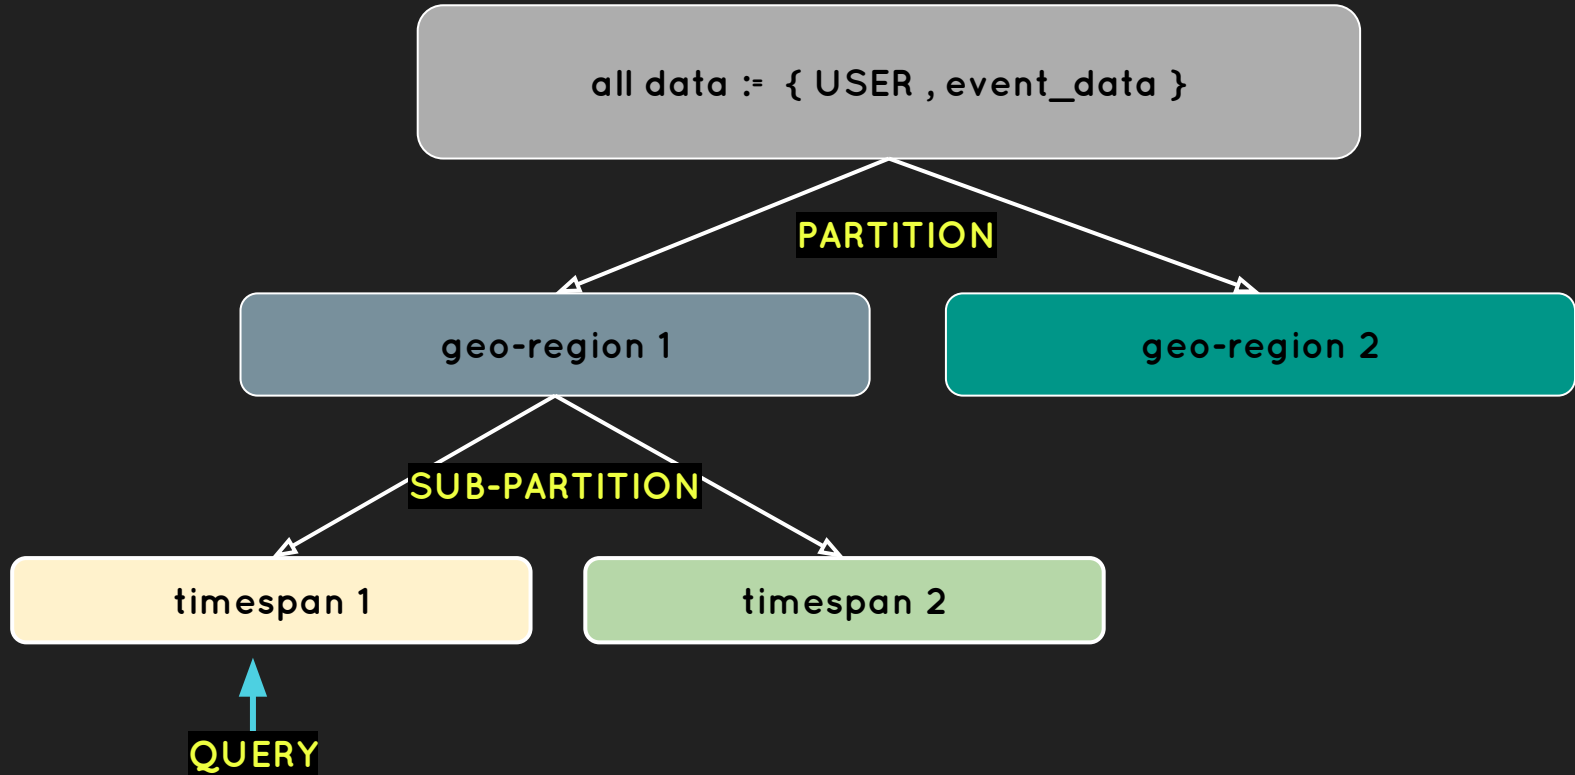 all data := { USER , event_data }
PARTITION
geo-region 1
geo-region 2
SUB-PARTITION
timespan 1
timespan 2
QUERY